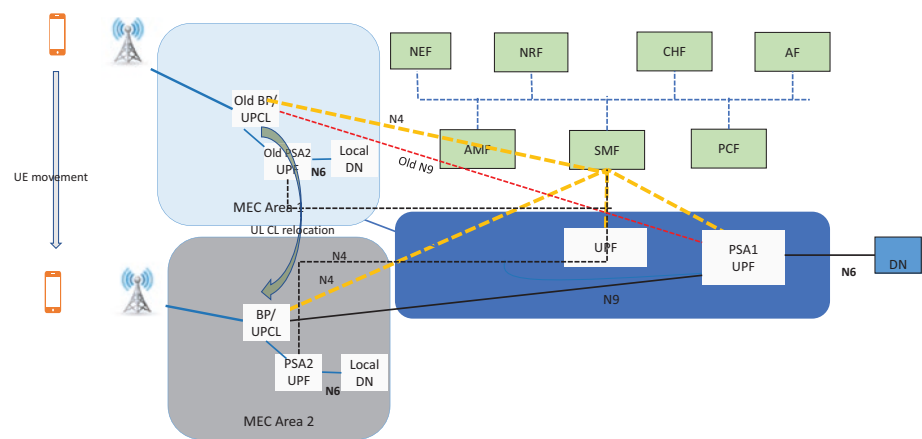 NEF
NRF
CHF
AF
Old BP/
UPCL
N4
AMF
SMF
PCF
Old PSA2
UPF
N6
Local
DN
Old N9
UE movement
MEC Area 1
UL CL relocation
UPF
PSA1
UPF
N6
DN
N4
N4
N9
BP/
UPCL
PSA2
UPF
N6
Local
DN
MEC Area 2